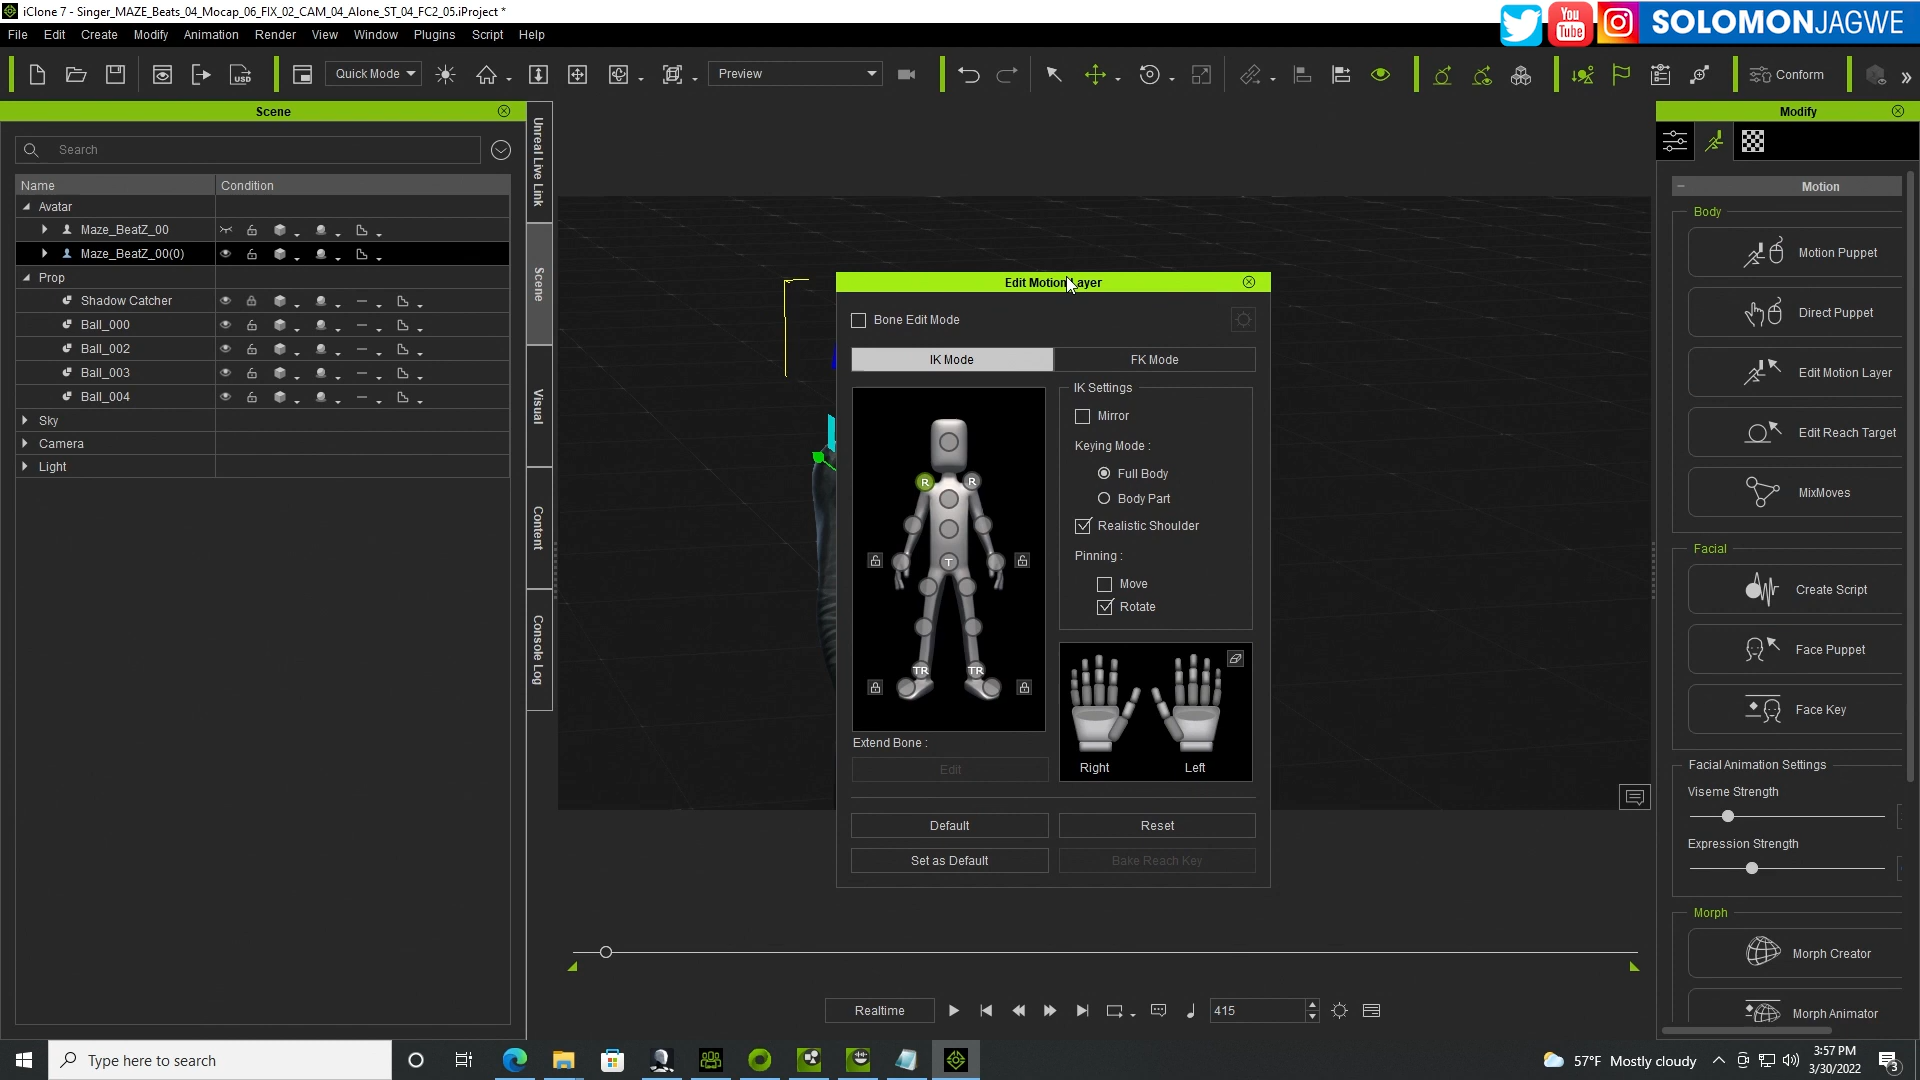 iClone 7 - Singer_MAZE_Beats_04_Mocap_06_FIX_02_CAM_04_Alone_ST_04_FC2_05.iProject *
You Tube
SOLOMONJAGWE
File Edit Create Modify Animation Render View Window Plugins Script Help
USD
Quick Mode
Preview
Conform
Scene
Modify
Search
Name Condition
Avatar
Maze_BeatZ_00
Maze_BeatZ_00(0)
Prop
Shadow Catcher
Ball_000
Ball_002
Ball_003
Ball_004
Sky
Camera
Light
Unreal Live Link
Scene
Visual
Content
Console Log
Edit Motion Layer
Bone Edit Mode
IK Mode FK Mode
IK Settings
Mirror
Keying Mode :
Full Body
Body Part
Realistic Shoulder
Pinning :
Move
Rotate
R R
T
TR TR
Right Left
Extend Bone :
Edit
Default Reset
Set as Default Bake Reach Key
Motion
Body
Motion Puppet
Direct Puppet
Edit Motion Layer
Edit Reach Target
MixMoves
Facial
Create Script
Face Puppet
Face Key
Facial Animation Settings
Viseme Strength
Expression Strength
Morph
Morph Creator
Morph Animator
Realtime
415
Type here to search
57°F Mostly cloudy
3:57 PM
3/30/2022
3